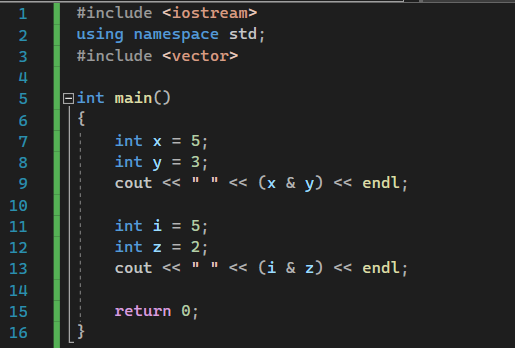 1 #include <iostream>
2 using namespace std;
3 #include <vector>
4
5 int main()
6 {
7     int x = 5;
8     int y = 3;
9     cout << " " << (x & y) << endl;
10
11     int i = 5;
12     int z = 2;
13     cout << " " << (i & z) << endl;
14
15     return 0;
16 }